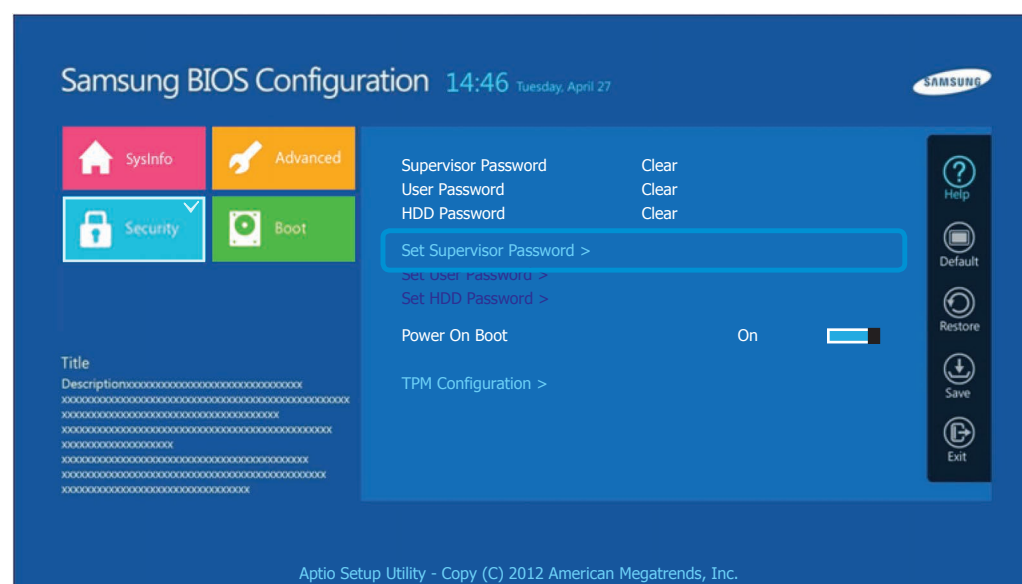 Samsung BIOS Configuration 14:46 Tuesday, April 27
SAMSUNG
SysInfo
Advanced
Security
Boot
Supervisor Password Clear
User Password Clear
HDD Password Clear
Set Supervisor Password >
Set User Password >
Set HDD Password >
Power On Boot On
TPM Configuration >
Help
Default
Restore
Save
Exit
Title
Description
Aptio Setup Utility - Copy (C) 2012 American Megatrends, Inc.